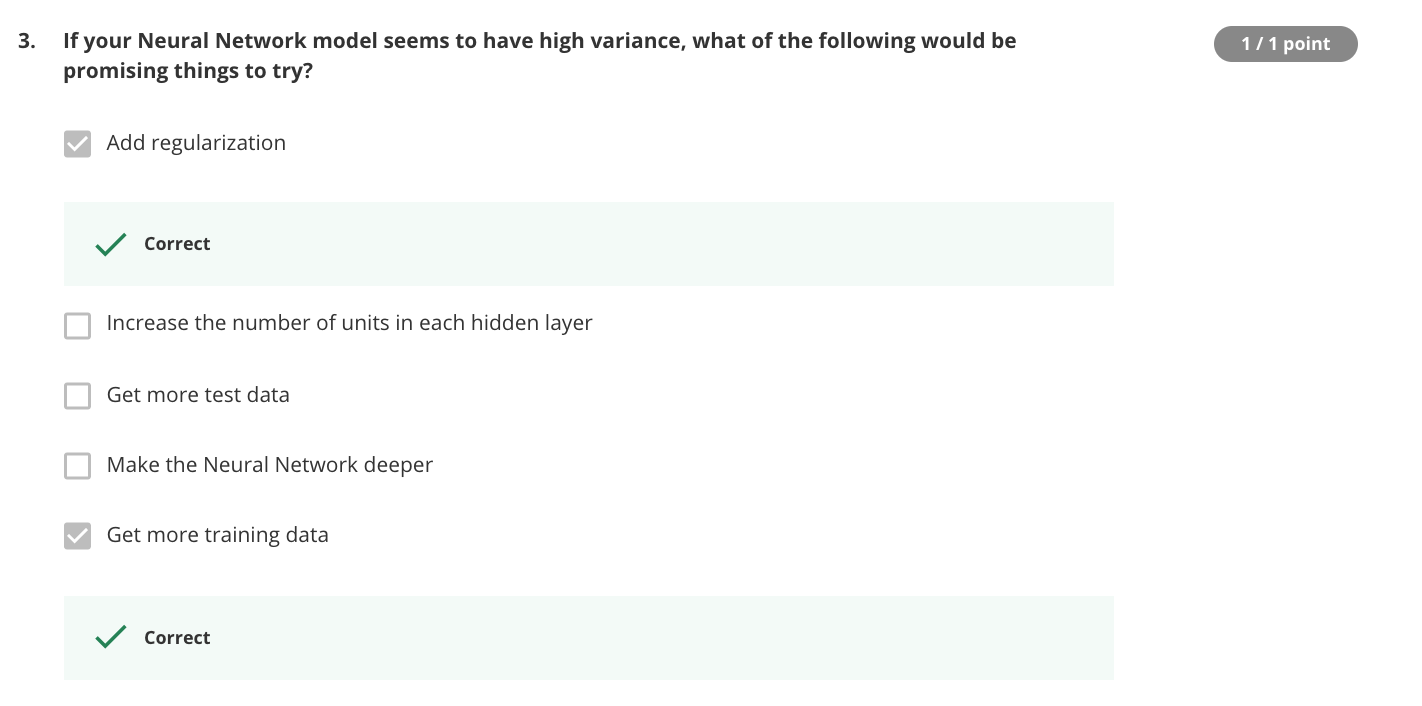 3. If your Neural Network model seems to have high variance, what of the following would be
promising things to try?
1 / 1 point
Add regularization
Correct
Increase the number of units in each hidden layer
Get more test data
Make the Neural Network deeper
Get more training data
Correct